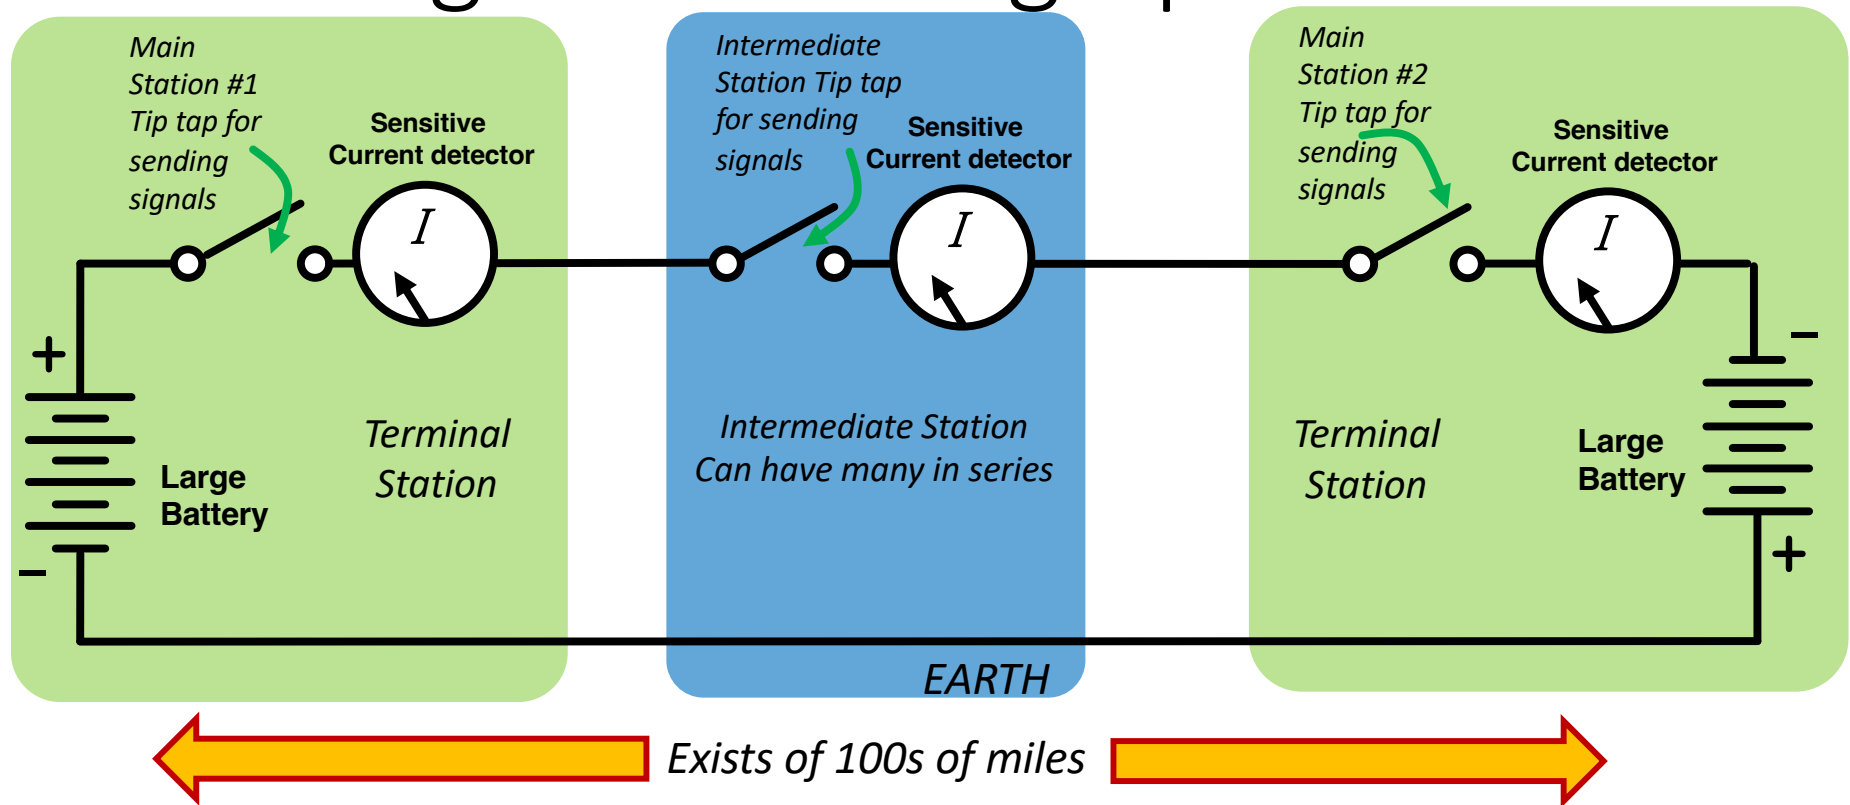 Main
Station #1
Tip tap for
sending
signals
Sensitive
Current detector
I
Intermediate
Station Tip tap
for sending
signals
Sensitive
Current detector
I
Main
Station #2
Tip tap for
sending
signals
Sensitive
Current detector
I
+
–
Large
Battery
Terminal
Station
Intermediate Station
Can have many in series
Terminal
Station
Large
Battery
–
+
EARTH
Exists of 100s of miles